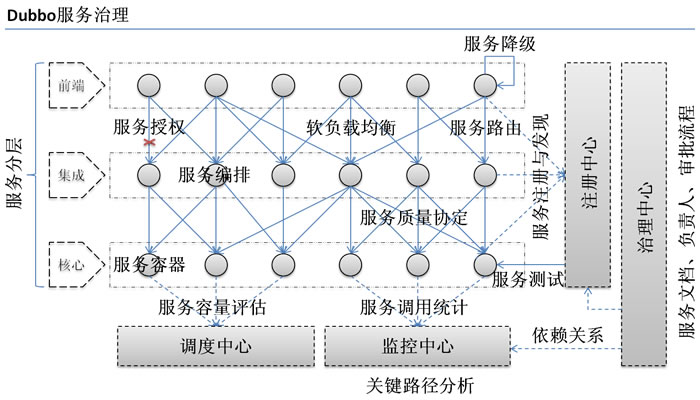 Dubbo服务治理
服务降级
前端
服务授权
软负载均衡
服务路由
服务分层
集成
服务编排
服务注册与发现
注册中心
治理中心
服务文档、负责人、审批流程
服务质量协定
核心
服务容器
服务测试
服务容量评估
服务调用统计
调度中心
监控中心
依赖关系
关键路径分析